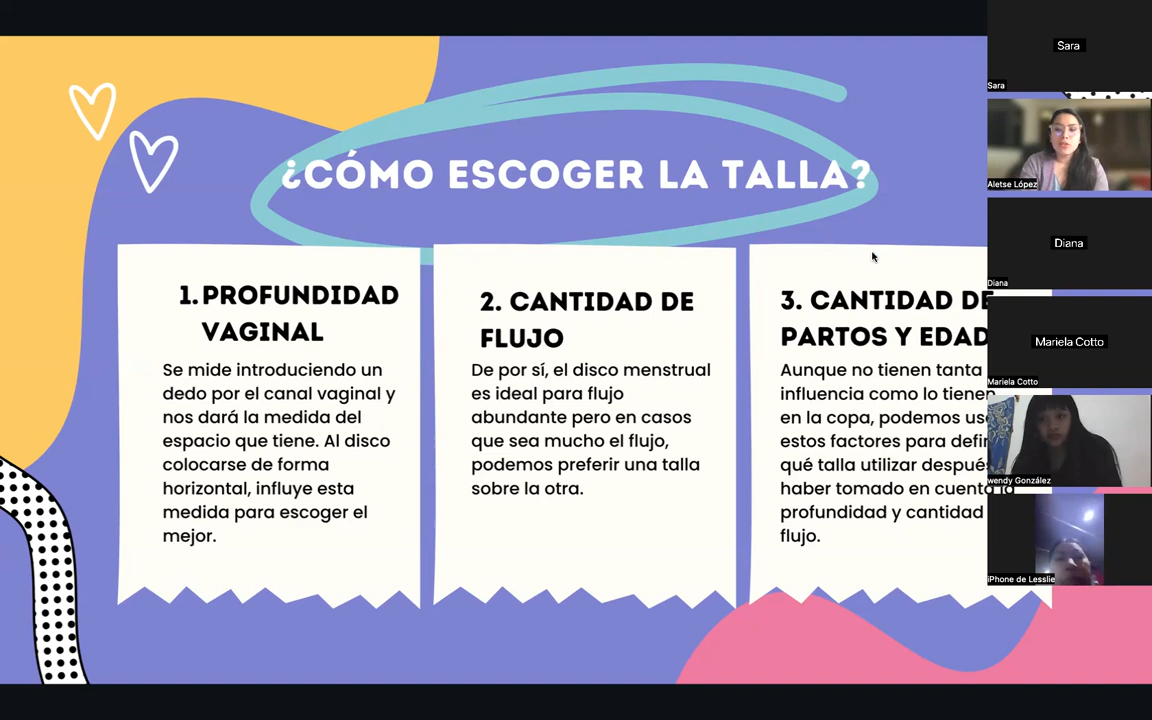 ¿CÓMO ESCOGER LA TALLA?
1. PROFUNDIDAD
VAGINAL
Se mide introduciendo un
dedo por el canal vaginal y
nos dará la medida del
espacio que tiene. Al disco
colocarse de forma
horizontal, influye esta
medida para escoger el
mejor.
2. CANTIDAD DE
FLUJO
De por sí, el disco menstrual
es ideal para flujo
abundante pero en casos
que sea mucho el flujo,
podemos preferir una talla
sobre la otra.
3. CANTIDAD DE
PARTOS Y EDAD
Aunque no tienen tanta
influencia como lo tienen
en la copa, podemos
estos factores para
qué talla utilizar
haber tomado en cuenta la
profundidad y cantidad
flujo.
Sara
Sara
Aletse López
Diana
Diana
Mariela Cotto
Mariela Cotto
wendy González
iPhone de Lesslie